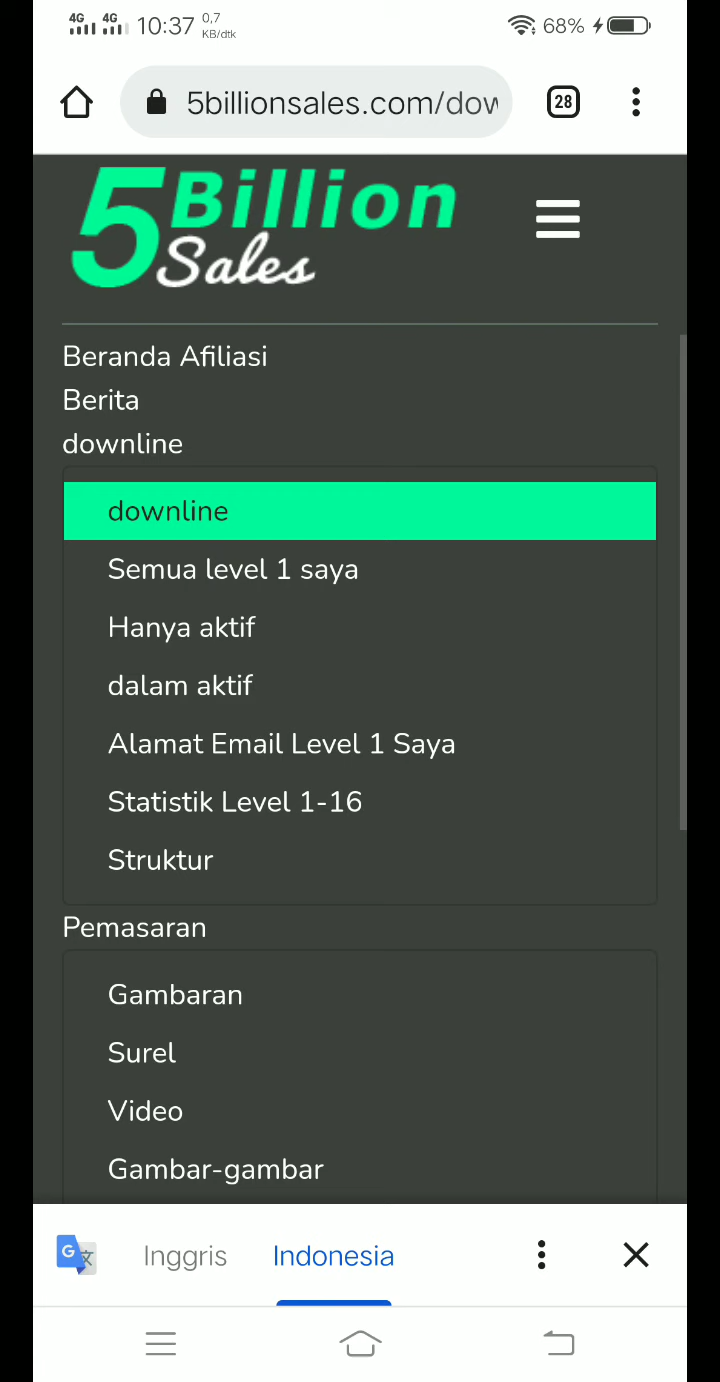 4G 4G 10:37 0,7 KB/dtk 68%
5billionsales.com/dow 28
5 Billion
Sales
Beranda Afiliasi
Berita
downline
downline
Semua level 1 saya
Hanya aktif
dalam aktif
Alamat Email Level 1 Saya
Statistik Level 1-16
Struktur
Pemasaran
Gambaran
Surel
Video
Gambar-gambar
G 文 Inggris Indonesia